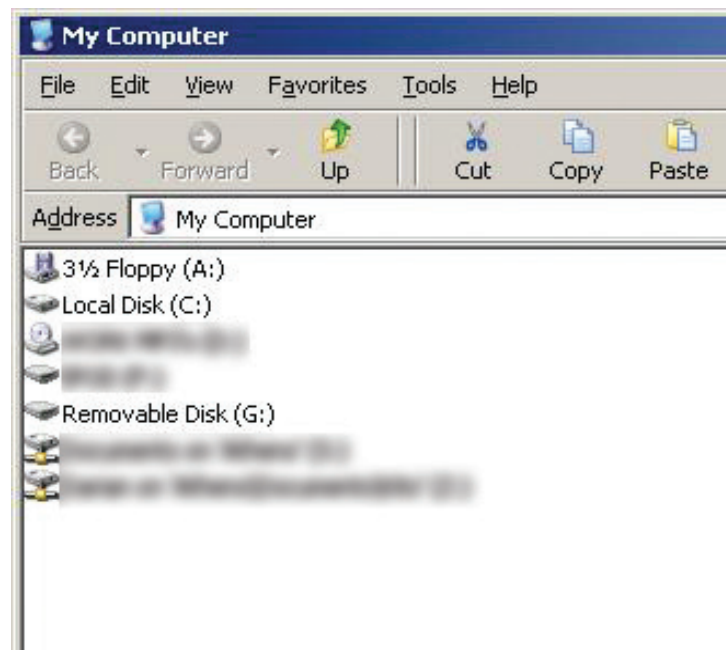 My Computer
File Edit View Favorites Tools Help
Back Forward Up Cut Copy Paste
Address My Computer
3½ Floppy (A:)
Local Disk (C:)
Removable Disk (G:)